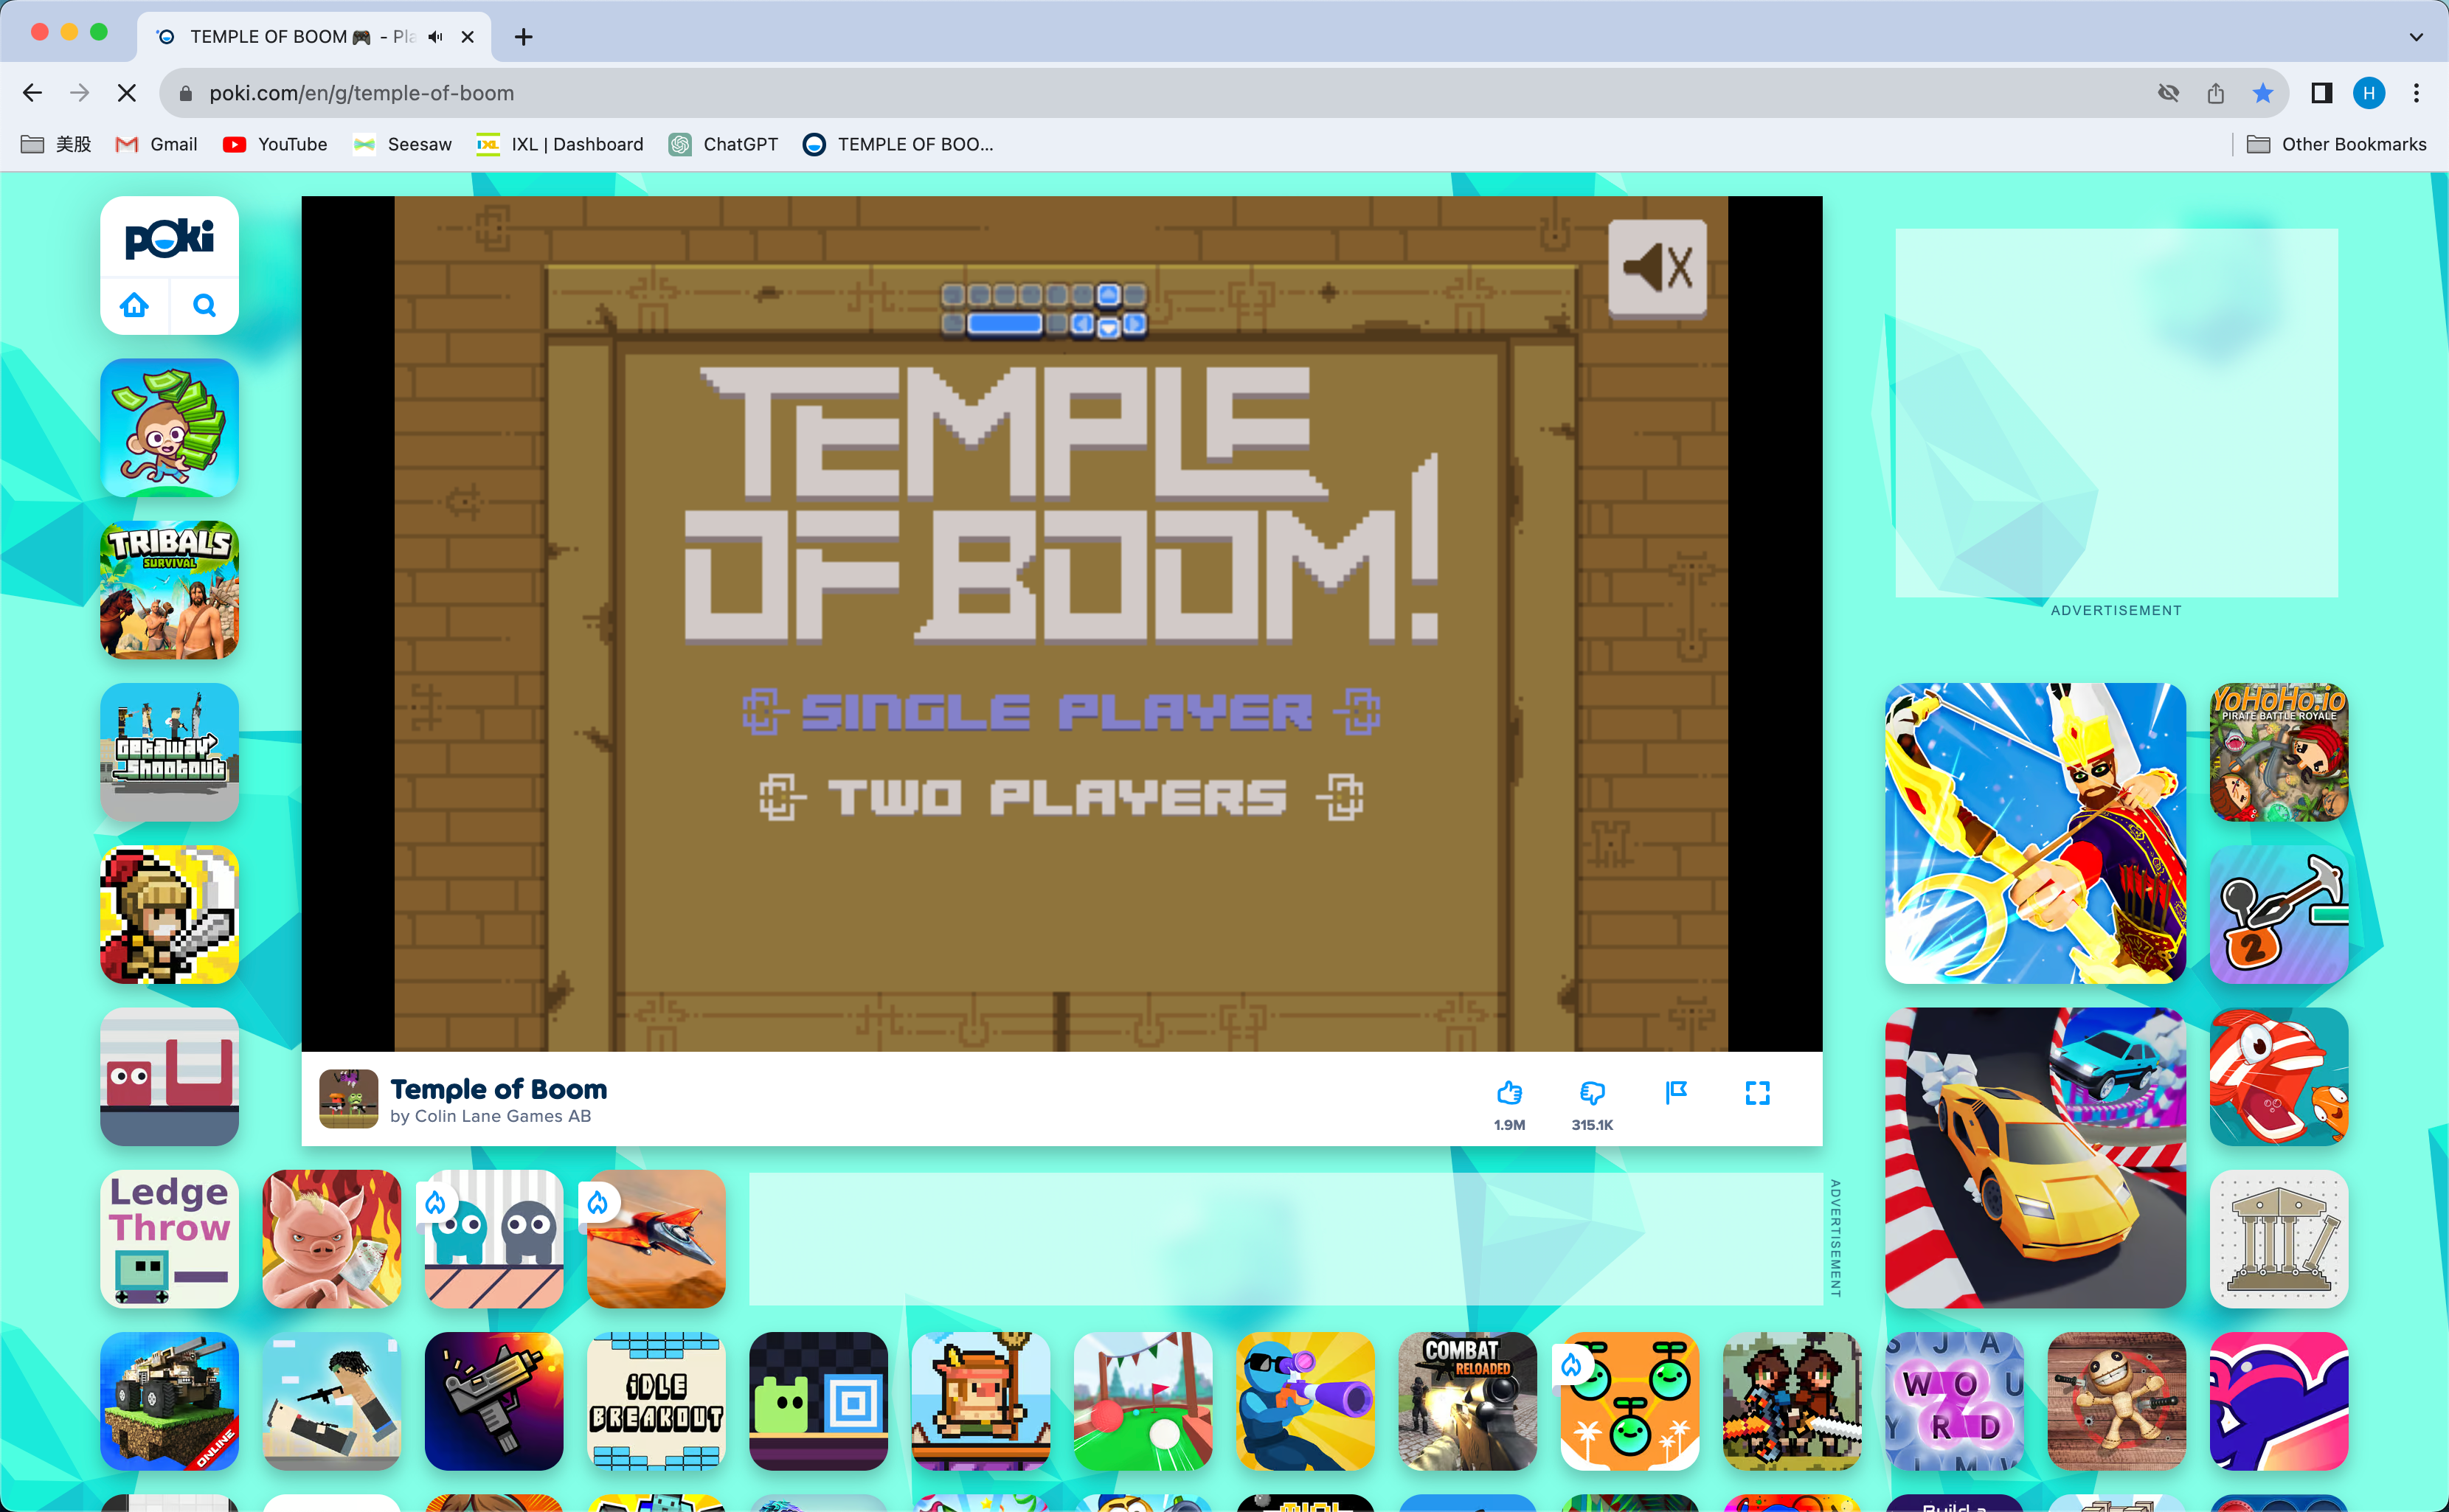 TEMPLE OF BOOM 🎮 - Pla
poki.com/en/g/temple-of-boom
H
美股
Gmail
YouTube
Seesaw
IXL | Dashboard
ChatGPT
TEMPLE OF BOO...
Other Bookmarks
poki
TRIBALS
SURVIVAL
Getaway
Shootout
TEMPLE
OF BOOM!
SINGLE PLAYER
TWO PLAYERS
ADVERTISEMENT
YoHoHo.io
PIRATE BATTLE ROYALE
2
Temple of Boom
by Colin Lane Games AB
1.9M
315.1K
Ledge
Throw
ADVERTISEMENT
ONLINE
iDLE
BREAKOUT
COMBAT
RELOADED
S J A
W O U
Y R D
I M W
Build a